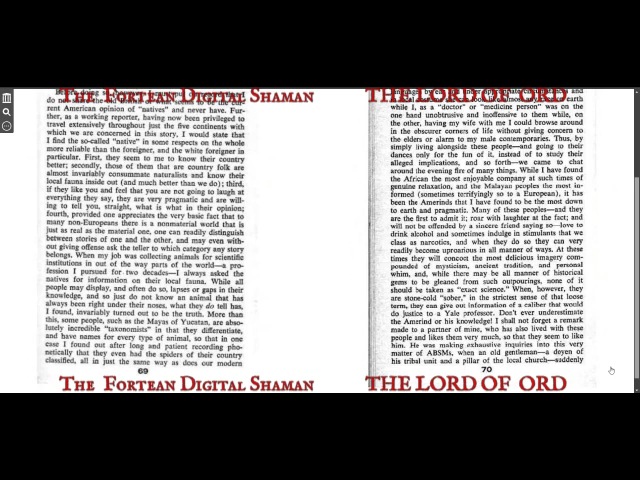 The Fortean Digital Shaman
do not share the old British or what seems to be the cur-
rent American opinion of "natives" and never have. Fur-
ther, as a working reporter, having now been privileged to
travel extensively throughout just the five continents with
which we are concerned in this story, I would state that
I find the so-called "native" in some respects on the whole
more reliable than the foreigner, and the white foreigner in
particular. First, they seem to me to know their country
better; secondly, those of them that are country folk are
almost invariably consummate naturalists and know their
local fauna inside out (and much better than we do); third,
if they like you and feel that you are not going to laugh at
everything they say, they are very pragmatic and are will-
ing to tell you, straight, what is what in their opinion;
fourth, provided one appreciates the very basic fact that to
many non-Europeans there is a nonmaterial world that is
just as real as the material one, one can readily distinguish
between stories of one and the other, and may even with-
out giving offense ask the teller to which category any story
belongs. When my job was collecting animals for scientific
institutions in out of the way parts of the world—a pro-
fession I pursued for two decades—I always asked the
natives for information on their local fauna. While all
people may display, and often do so, lapses or gaps in their
knowledge, and so just do not know an animal that has
always been right under their noses, what they do tell has,
I found, invariably turned out to be the truth. More than
this, some people, such as the Mayas of Yucatan, are abso-
lutely incredible "taxonomists" in that they differentiate,
and have names for every type of animal, so that in one
case I found out after long and patient recording pho-
netically that they even had the spiders of their country
classified, all in just the same way as does our modern
69
The Fortean Digital Shaman
THE LORD OF ORD
while I, as a "doctor" or "medicine person" was on the
one hand unobtrusive and inoffensive to them while, on
the other, having my wife with me I could browse around
in the obscurer corners of life without giving concern to
the elders or alarm to my male contemporaries. Thus, by
simply living alongside these people—and going to their
dances only for the fun of it, instead of to study their
alleged implications, and so forth—we came to chat
around the evening fire of many things. While I have found
the African the most enjoyable company at such times of
genuine relaxation, and the Malayan peoples the most in-
formed (sometimes terrifyingly so to a European), it has
been the Amerinds that I have found to be the most down
to earth and pragmatic. Many of these peoples—and they
are the first to admit it; roar with laughter at the fact; and
will not be offended by a sincere friend saying so—love to
drink alcohol and sometimes indulge in stimulants that we
class as narcotics, and when they do so they can very
readily become uproarious in all manner of ways. At these
times they will concoct the most delicious imagery com-
pounded of mysticism, ancient tradition, and personal
whim, and, while there may be all manner of historical
gems to be gleaned from such outpourings, none of it
should be taken as "exact science." When, however, they
are stone-cold "sober," in the strictest sense of that loose
term, they can give out information of a caliber that would
do justice to a Yale professor. Don't ever underestimate
the Amerind or his knowledge! I shall not forget a remark
made to a partner of mine, who has also lived with these
people and likes them very much, so that they seem to like
him. He was making exhaustive inquiries into this very
matter of ABSMs, when an old gentleman—a doyen of
his tribal unit and a pillar of the local church—suddenly
70
THE LORD OF ORD